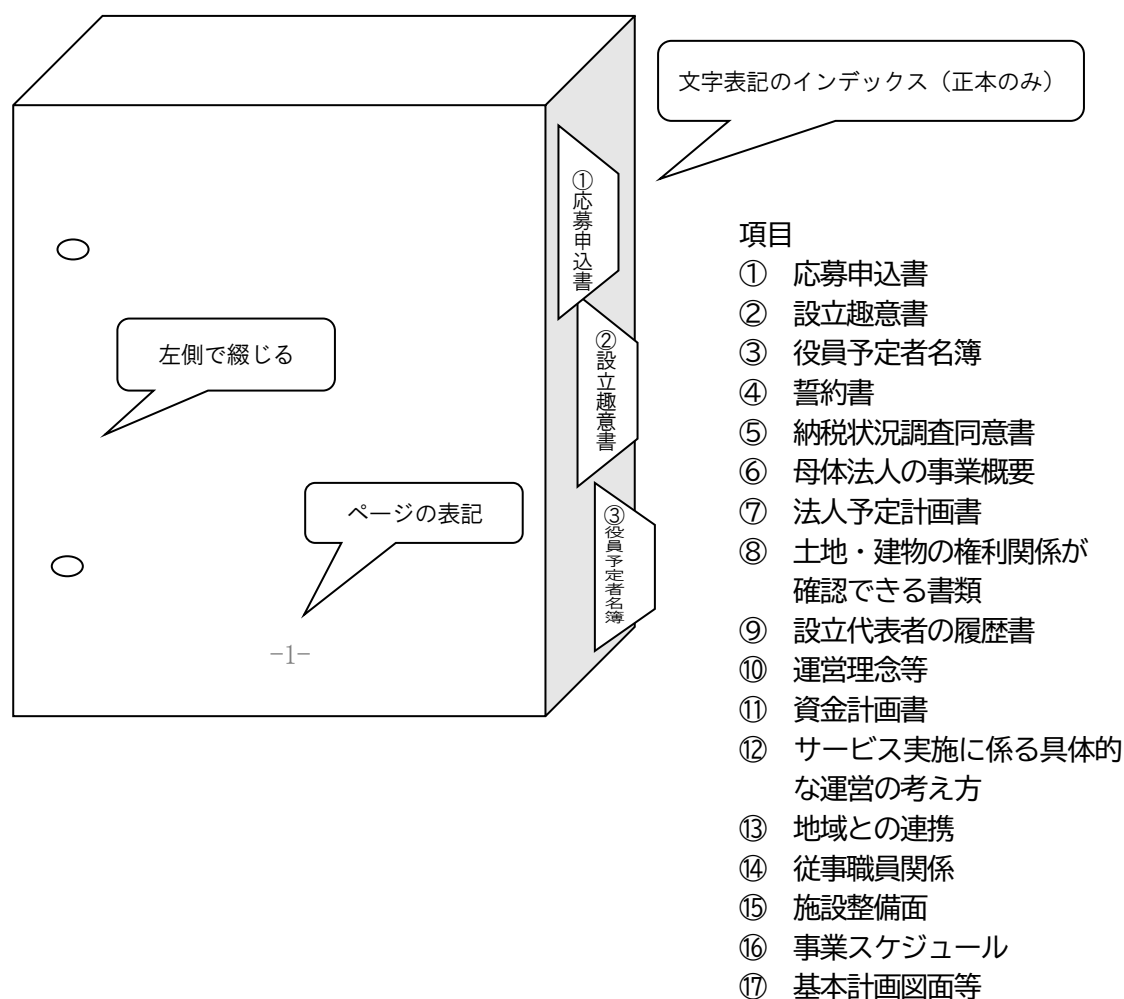 文字表記のインデックス（正本のみ）
①応募申込書
②設立趣意書
③役員予定者名簿
左側で綴じる
ページの表記
-1-
項目
①　応募申込書
②　設立趣意書
③　役員予定者名簿
④　誓約書
⑤　納税状況調査同意書
⑥　母体法人の事業概要
⑦　法人予定計画書
⑧　土地・建物の権利関係が
確認できる書類
⑨　設立代表者の履歴書
⑩　運営理念等
⑪　資金計画書
⑫　サービス実施に係る具体的
な運営の考え方
⑬　地域との連携
⑭　従事職員関係
⑮　施設整備面
⑯　事業スケジュール
⑰　基本計画図面等